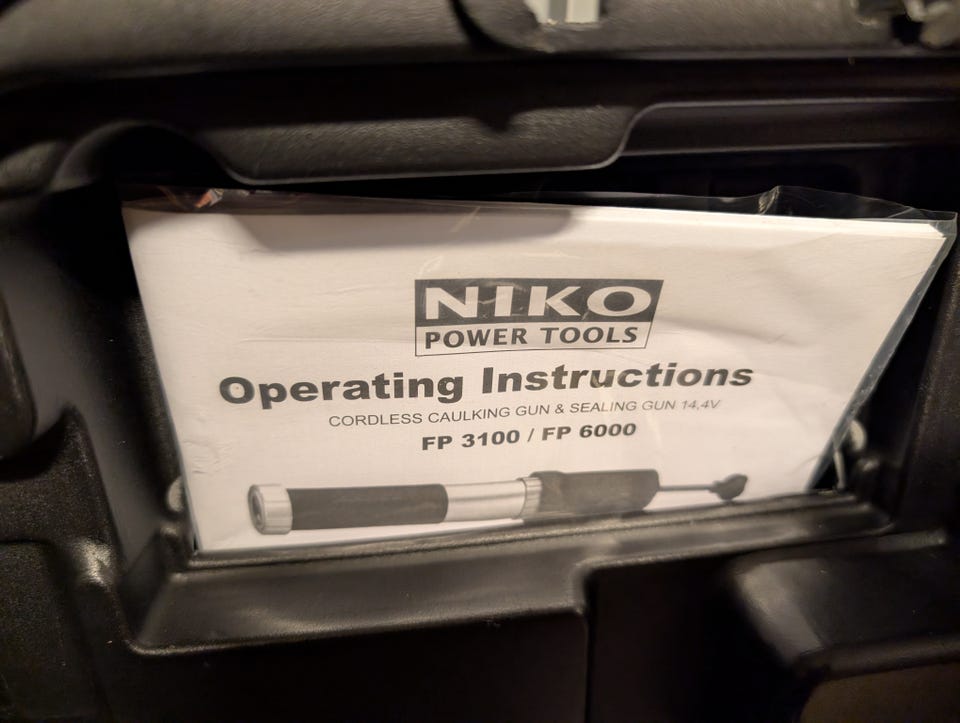 NIKO
POWER TOOLS
Operating Instructions
CORDLESS CAULKING GUN & SEALING GUN 14,4V
FP 3100 / FP 6000